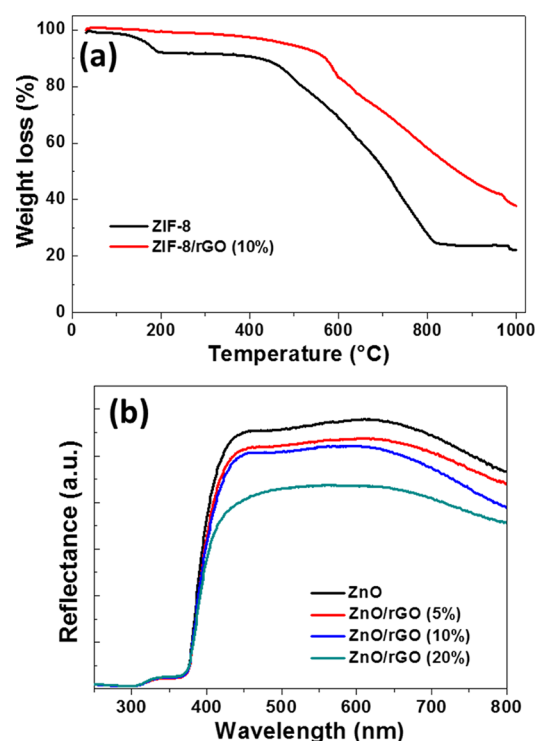 (a)
Weight loss (%)
100
80
60
40
20
0
ZIF-8
ZIF-8/rGO (10%)
0 200 400 600 800 1000
Temperature (°C)
(b)
Reflectance (a.u.)
ZnO
ZnO/rGO (5%)
ZnO/rGO (10%)
ZnO/rGO (20%)
300 400 500 600 700 800
Wavelength (nm)